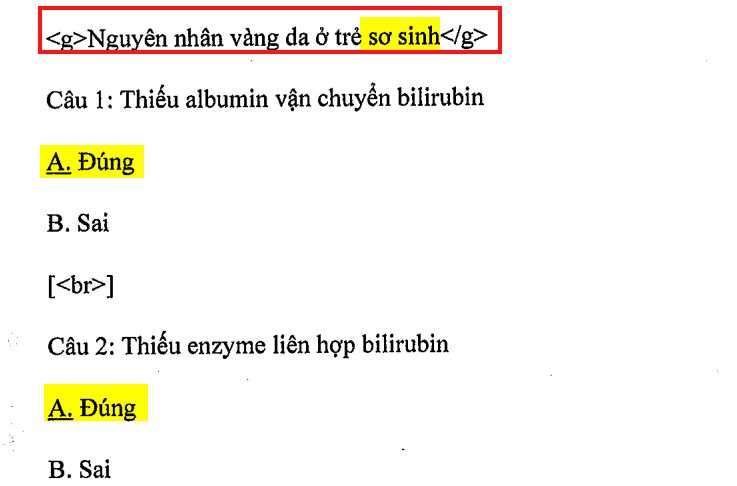 <g>Nguyên nhân vàng da ở trẻ sơ sinh</g>
Câu 1: Thiếu albumin vận chuyển bilirubin
A. Đúng
B. Sai
[<br>]
Câu 2: Thiếu enzyme liên hợp bilirubin
A. Đúng
B. Sai